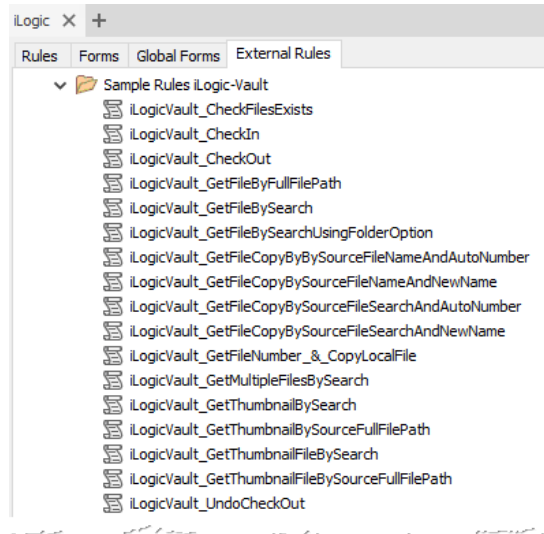 iLogic
Rules Forms Global Forms External Rules
Sample Rules iLogic-Vault
iLogicVault_CheckFilesExists
iLogicVault_CheckIn
iLogicVault_CheckOut
iLogicVault_GetFileByFullFilePath
iLogicVault_GetFileBySearch
iLogicVault_GetFileBySearchUsingFolderOption
iLogicVault_GetFileCopyByBySourceFileNameAndAutoNumber
iLogicVault_GetFileCopyBySourceFileNameAndNewName
iLogicVault_GetFileCopyBySourceFileSearchAndAutoNumber
iLogicVault_GetFileCopyBySourceFileSearchAndNewName
iLogicVault_GetFileNumber_&_CopyLocalFile
iLogicVault_GetMultipleFilesBySearch
iLogicVault_GetThumbnailBySearch
iLogicVault_GetThumbnailBySourceFullFilePath
iLogicVault_GetThumbnailFileBySearch
iLogicVault_GetThumbnailFileBySourceFullFilePath
iLogicVault_UndoCheckOut